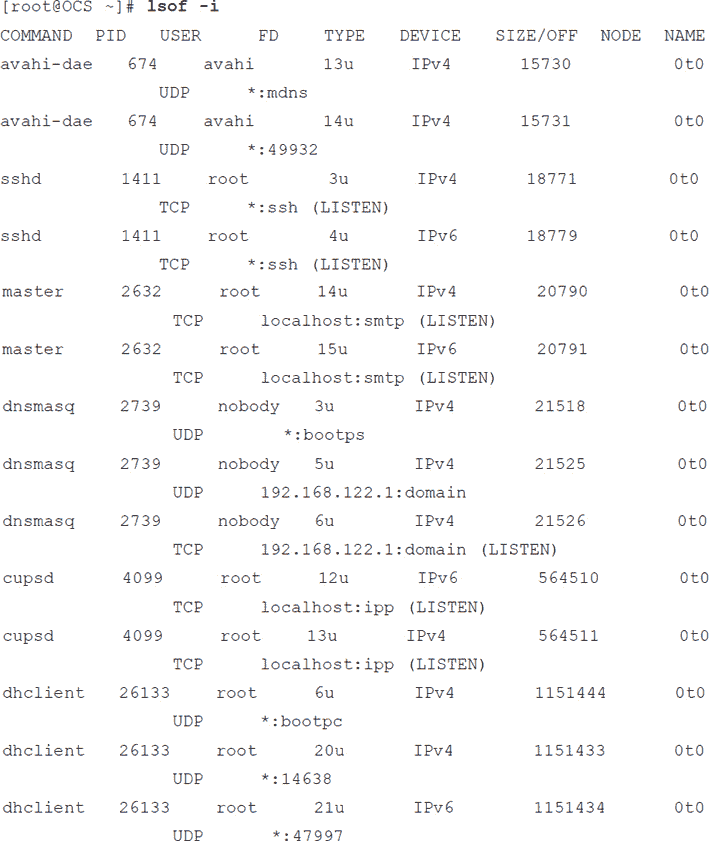 [root@OCS ~]# lsof -i
COMMAND PID USER FD TYPE DEVICE SIZE/OFF NODE NAME
avahi-dae 674 avahi 13u IPv4 15730 0t0
UDP *:mdns
avahi-dae 674 avahi 14u IPv4 15731 0t0
UDP *:49932
sshd 1411 root 3u IPv4 18771 0t0
TCP *:ssh (LISTEN)
sshd 1411 root 4u IPv6 18779 0t0
TCP *:ssh (LISTEN)
master 2632 root 14u IPv4 20790 0t0
TCP localhost:smtp (LISTEN)
master 2632 root 15u IPv6 20791 0t0
TCP localhost:smtp (LISTEN)
dnsmasq 2739 nobody 3u IPv4 21518 0t0
UDP *:bootps
dnsmasq 2739 nobody 5u IPv4 21525 0t0
UDP 192.168.122.1:domain
dnsmasq 2739 nobody 6u IPv4 21526 0t0
TCP 192.168.122.1:domain (LISTEN)
cupsd 4099 root 12u IPv6 564510 0t0
TCP localhost:ipp (LISTEN)
cupsd 4099 root 13u IPv4 564511 0t0
TCP localhost:ipp (LISTEN)
dhclient 26133 root 6u IPv4 1151444 0t0
UDP *:bootpc
dhclient 26133 root 20u IPv4 1151433 0t0
UDP *:14638
dhclient 26133 root 21u IPv6 1151434 0t0
UDP *:47997